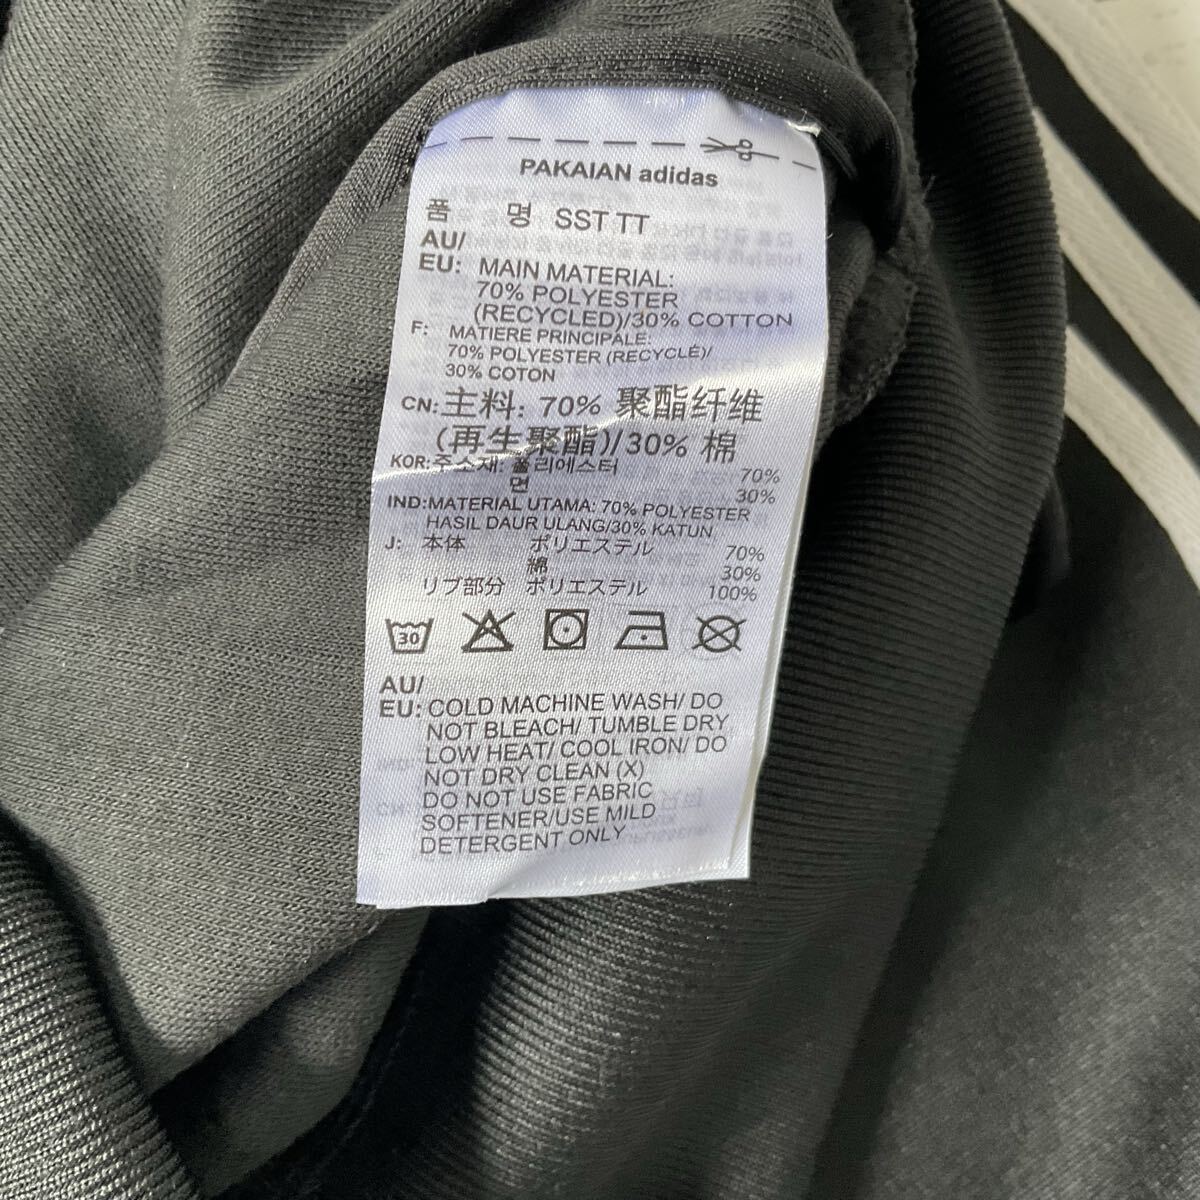 PAKAIAN adidas
품 명 SST TT
AU/
EU: MAIN MATERIAL:
70% POLYESTER
(RECYCLED)/30% COTTON
F: MATIERE PRINCIPALE:
70% POLYESTER (RECYCLÉ)/
30% COTON
CN: 主料: 70% 聚酯纤维
(再生聚酯)/30% 棉
KOR: 주소재: 폴리에스터 70%
면 30%
IND: MATERIAL UTAMA: 70% POLYESTER
HASIL DAUR ULANG/30% KATUN
J: 本体 ポリエステル 70%
綿 30%
リブ部分 ポリエステル 100%
30
AU/
EU: COLD MACHINE WASH/ DO
NOT BLEACH/ TUMBLE DRY
LOW HEAT/ COOL IRON/ DO
NOT DRY CLEAN (X)
DO NOT USE FABRIC
SOFTENER/USE MILD
DETERGENT ONLY